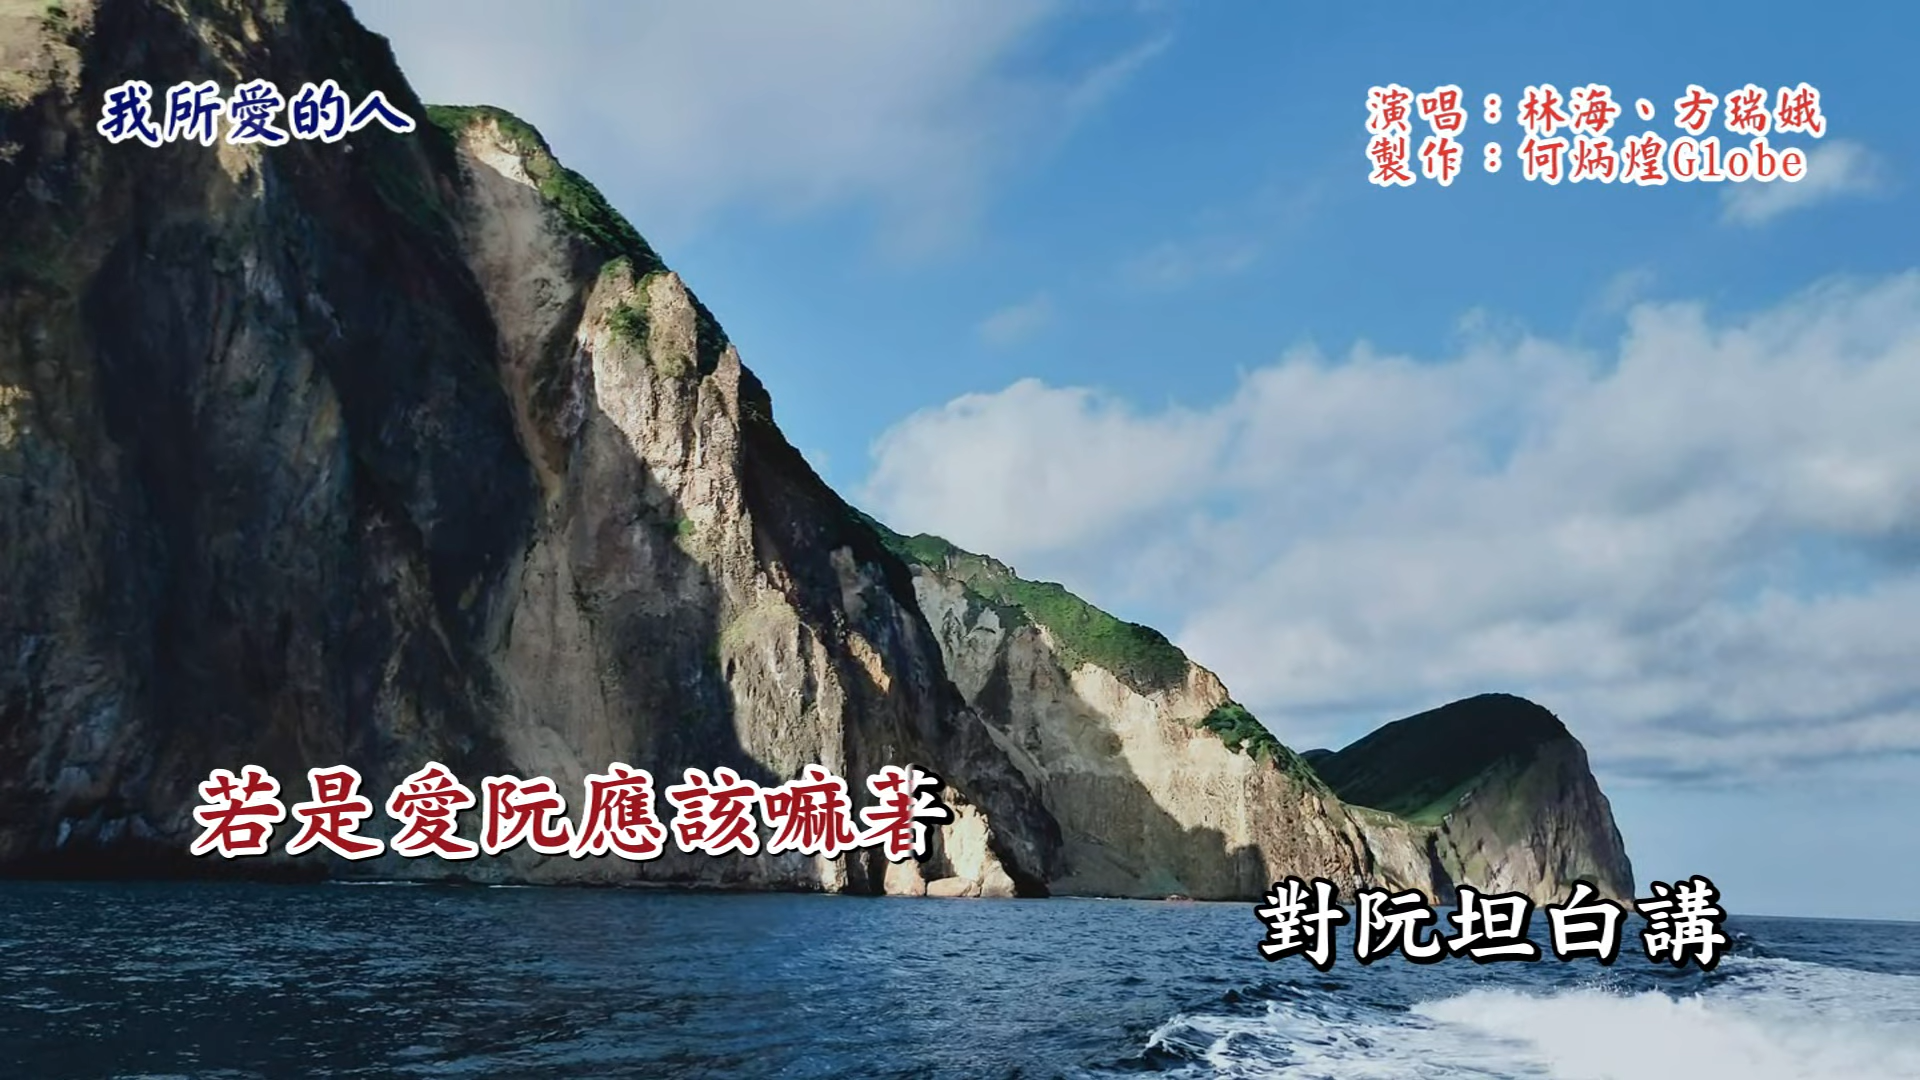 我所愛的人
演唱：林海、方瑞娥
製作：何炳煌Globe
若是愛阮應該嘛著
對阮坦白講